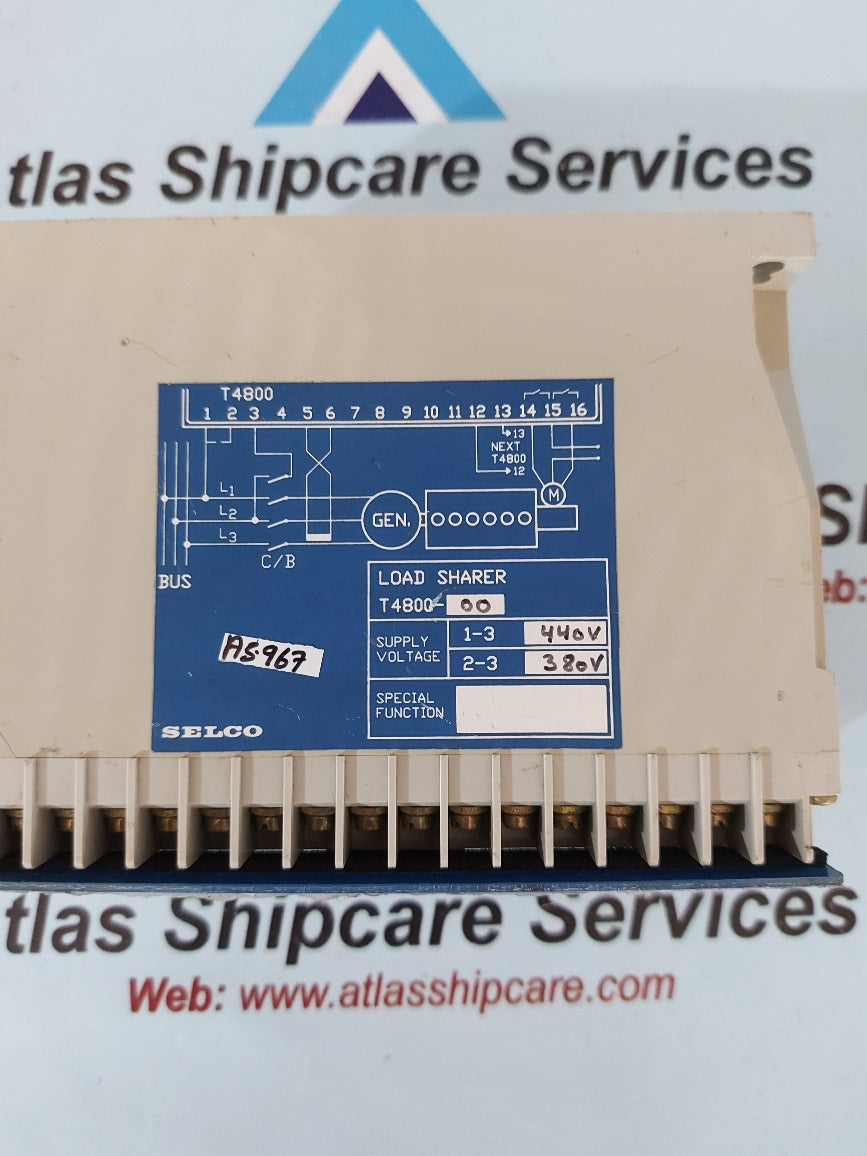 tlas Shipcare Services
T4800
1 2 3 4 5 6 7 8 9 10 11 12 13 14 15 16
13
NEXT
T4800
12
M
L1
L2
L3
GEN.
C/B
BUS
LOAD SHARER
T4800-00
SUPPLY VOLTAGE
1-3 440V
2-3 380V
SPECIAL
FUNCTION
AS967
SELCO
tlas Shipcare Services
Web: www.atlasshipcare.com